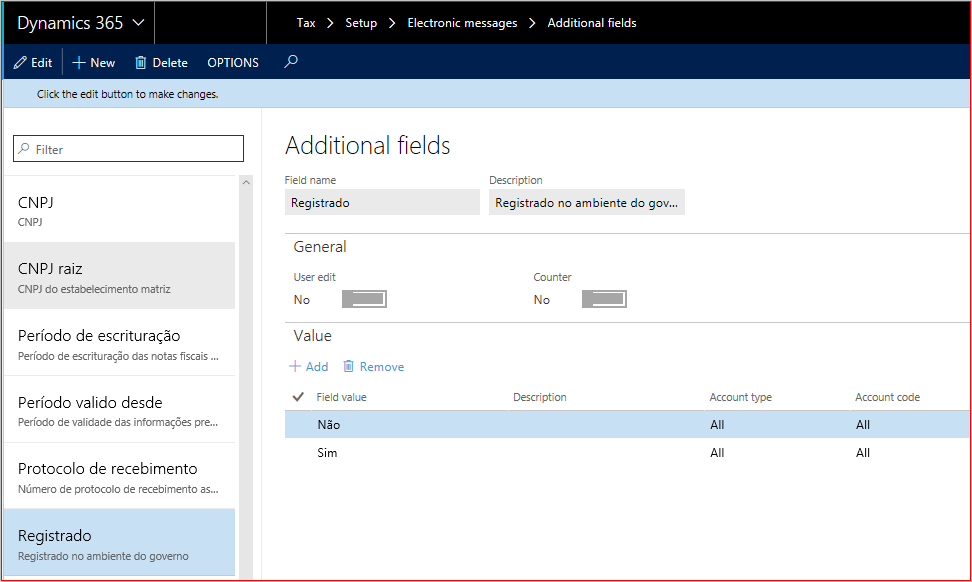 Dynamics 365
Tax > Setup > Electronic messages > Additional fields
Edit New Delete OPTIONS
Click the edit button to make changes.
Filter
CNPJ
CNPJ
CNPJ raiz
CNPJ do estabelecimento matriz
Período de escrituração
Período de escrituração das notas fiscais ...
Período valido desde
Período de validade das informações pre...
Protocolo de recebimento
Número de protocolo de recebimento as...
Registrado
Registrado no ambiente do governo
Additional fields
Field name Description
Registrado Registrado no ambiente do gov...
General
User edit Counter
No No
Value
Add Remove
Field value Description Account type Account code
Não All All
Sim All All